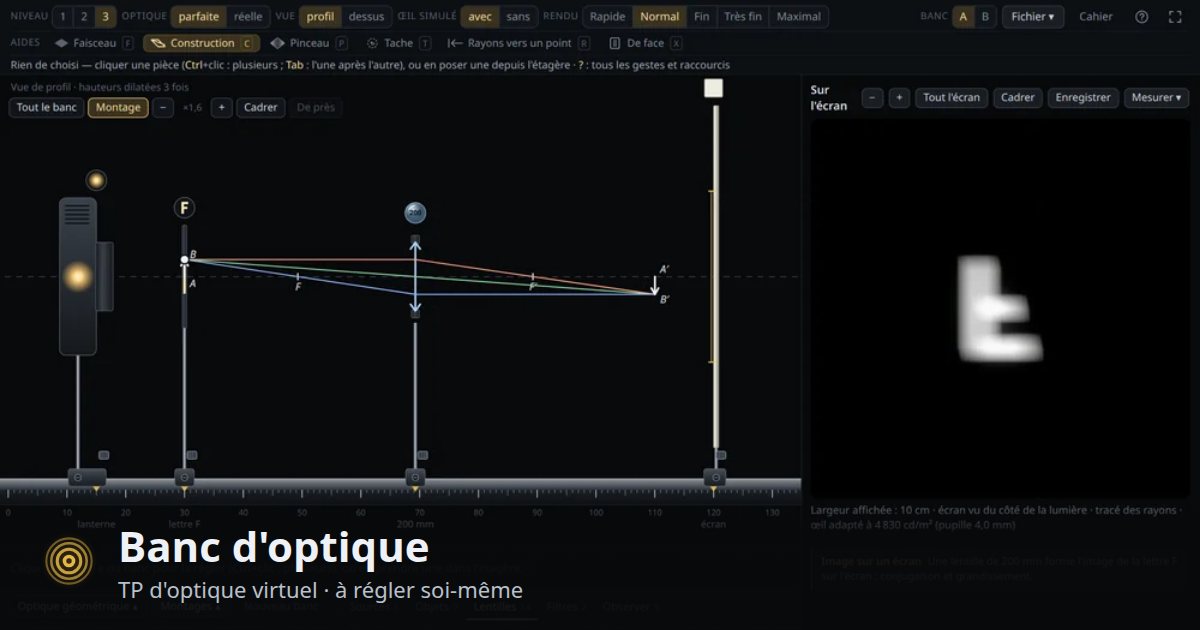 NIVEAU 1 2 3 OPTIQUE parfaite réelle VUE profil dessus ŒIL SIMULÉ avec sans RENDU Rapide Normal Fin Très fin Maximal BANC A B Fichier ▾ Cahier ?
AIDES Faisceau F Construction C Pinceau P Tache T Rayons vers un point R De face X
Rien de choisi — cliquer une pièce (Ctrl+clic : plusieurs ; Tab : l'une après l'autre), ou en poser une depuis l'étagère · ? : tous les gestes et raccourcis
Vue de profil · hauteurs dilatées 3 fois
Tout le banc Montage − ×1,6 + Cadrer De près
Sur l'écran − + Tout l'écran Cadrer Enregistrer Mesurer ▾
F
200
B
A
F
F'
A'
B'
0 10 20 30 40 50 60 70 80 90 100 110 120 130
lanterne lettre F 200 mm écran
Largeur affichée : 10 cm · écran vu du côté de la lumière · tracé des rayons ·
œil adapté à 4 830 cd/m² (pupille 4,0 mm)
Image sur un écran. Une lentille de 200 mm forme l'image de la lettre F
sur l'écran : conjugaison et grandissement.
Banc d'optique
TP d'optique virtuel · à régler soi-même
Optique géométrique Montages Nouveau banc Sources Objets Lentilles Filtres Observer